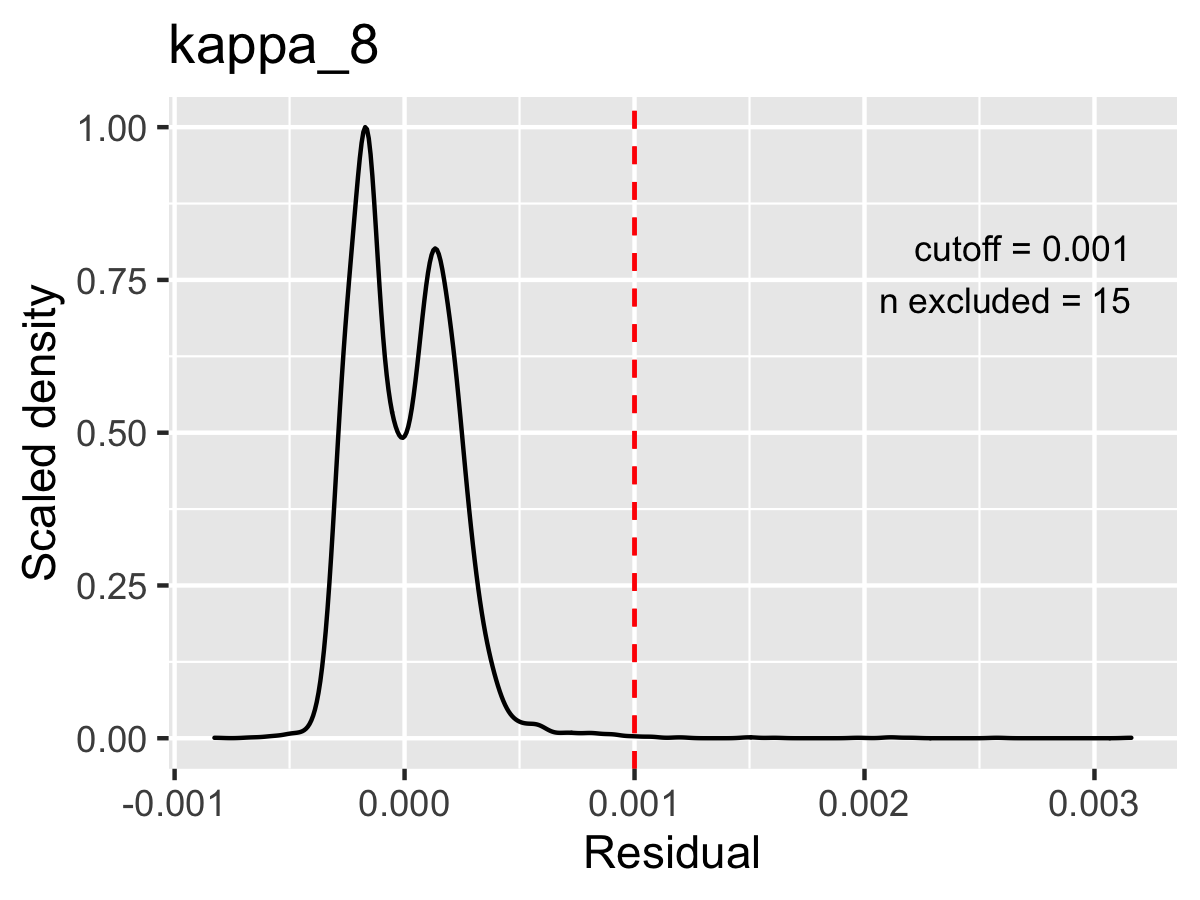 kappa_8
1.00
0.75
0.50
0.25
0.00
Scaled density
cutoff = 0.001
n excluded = 15
-0.001
0.000
0.001
0.002
0.003
Residual